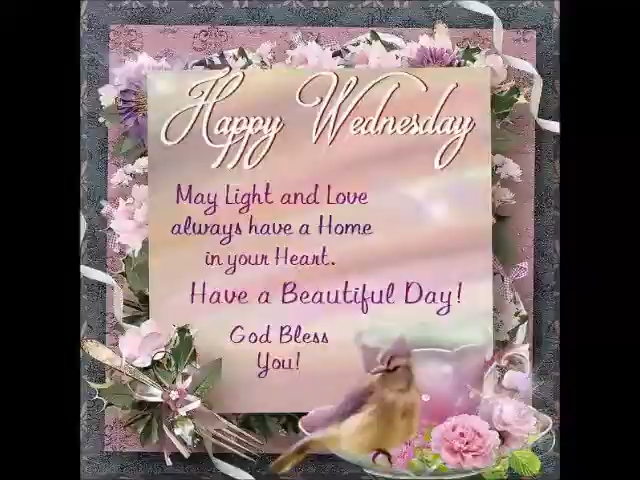 Happy Wednesday
May Light and Love
always have a Home
in your Heart.
Have a Beautiful Day!
God Bless
You!